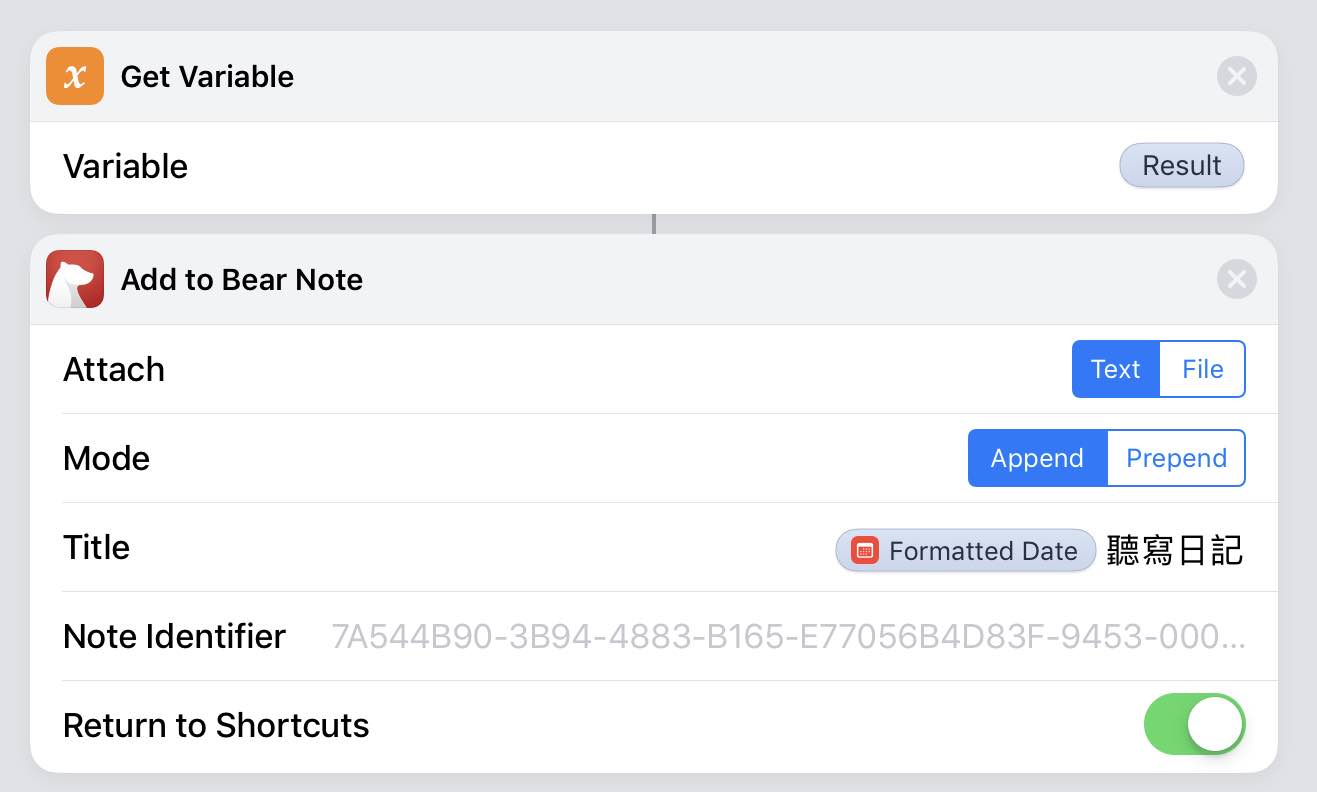 x Get Variable
Variable Result
Add to Bear Note
Attach Text File
Mode Append Prepend
Title Formatted Date 聽寫日記
Note Identifier 7A544B90-3B94-4883-B165-E77056B4D83F-9453-000...
Return to Shortcuts